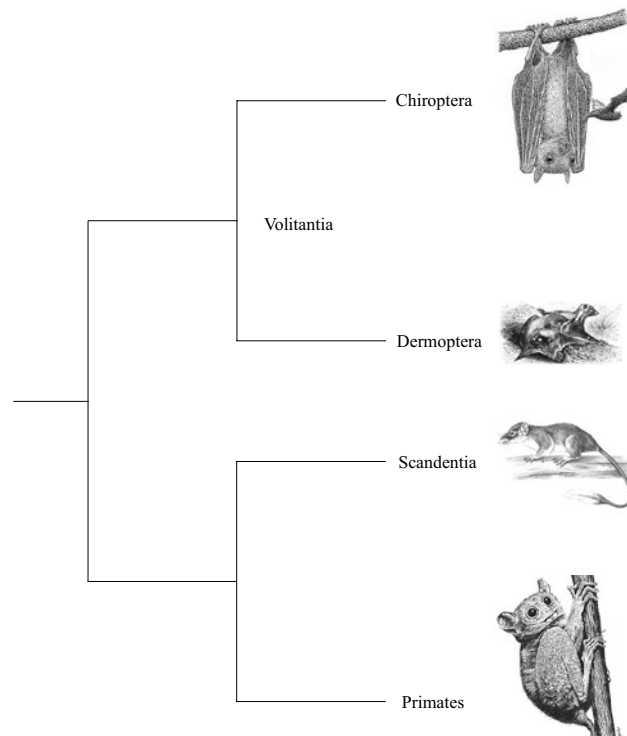 Chiroptera
Volitantia
Dermoptera
Scandentia
Primates